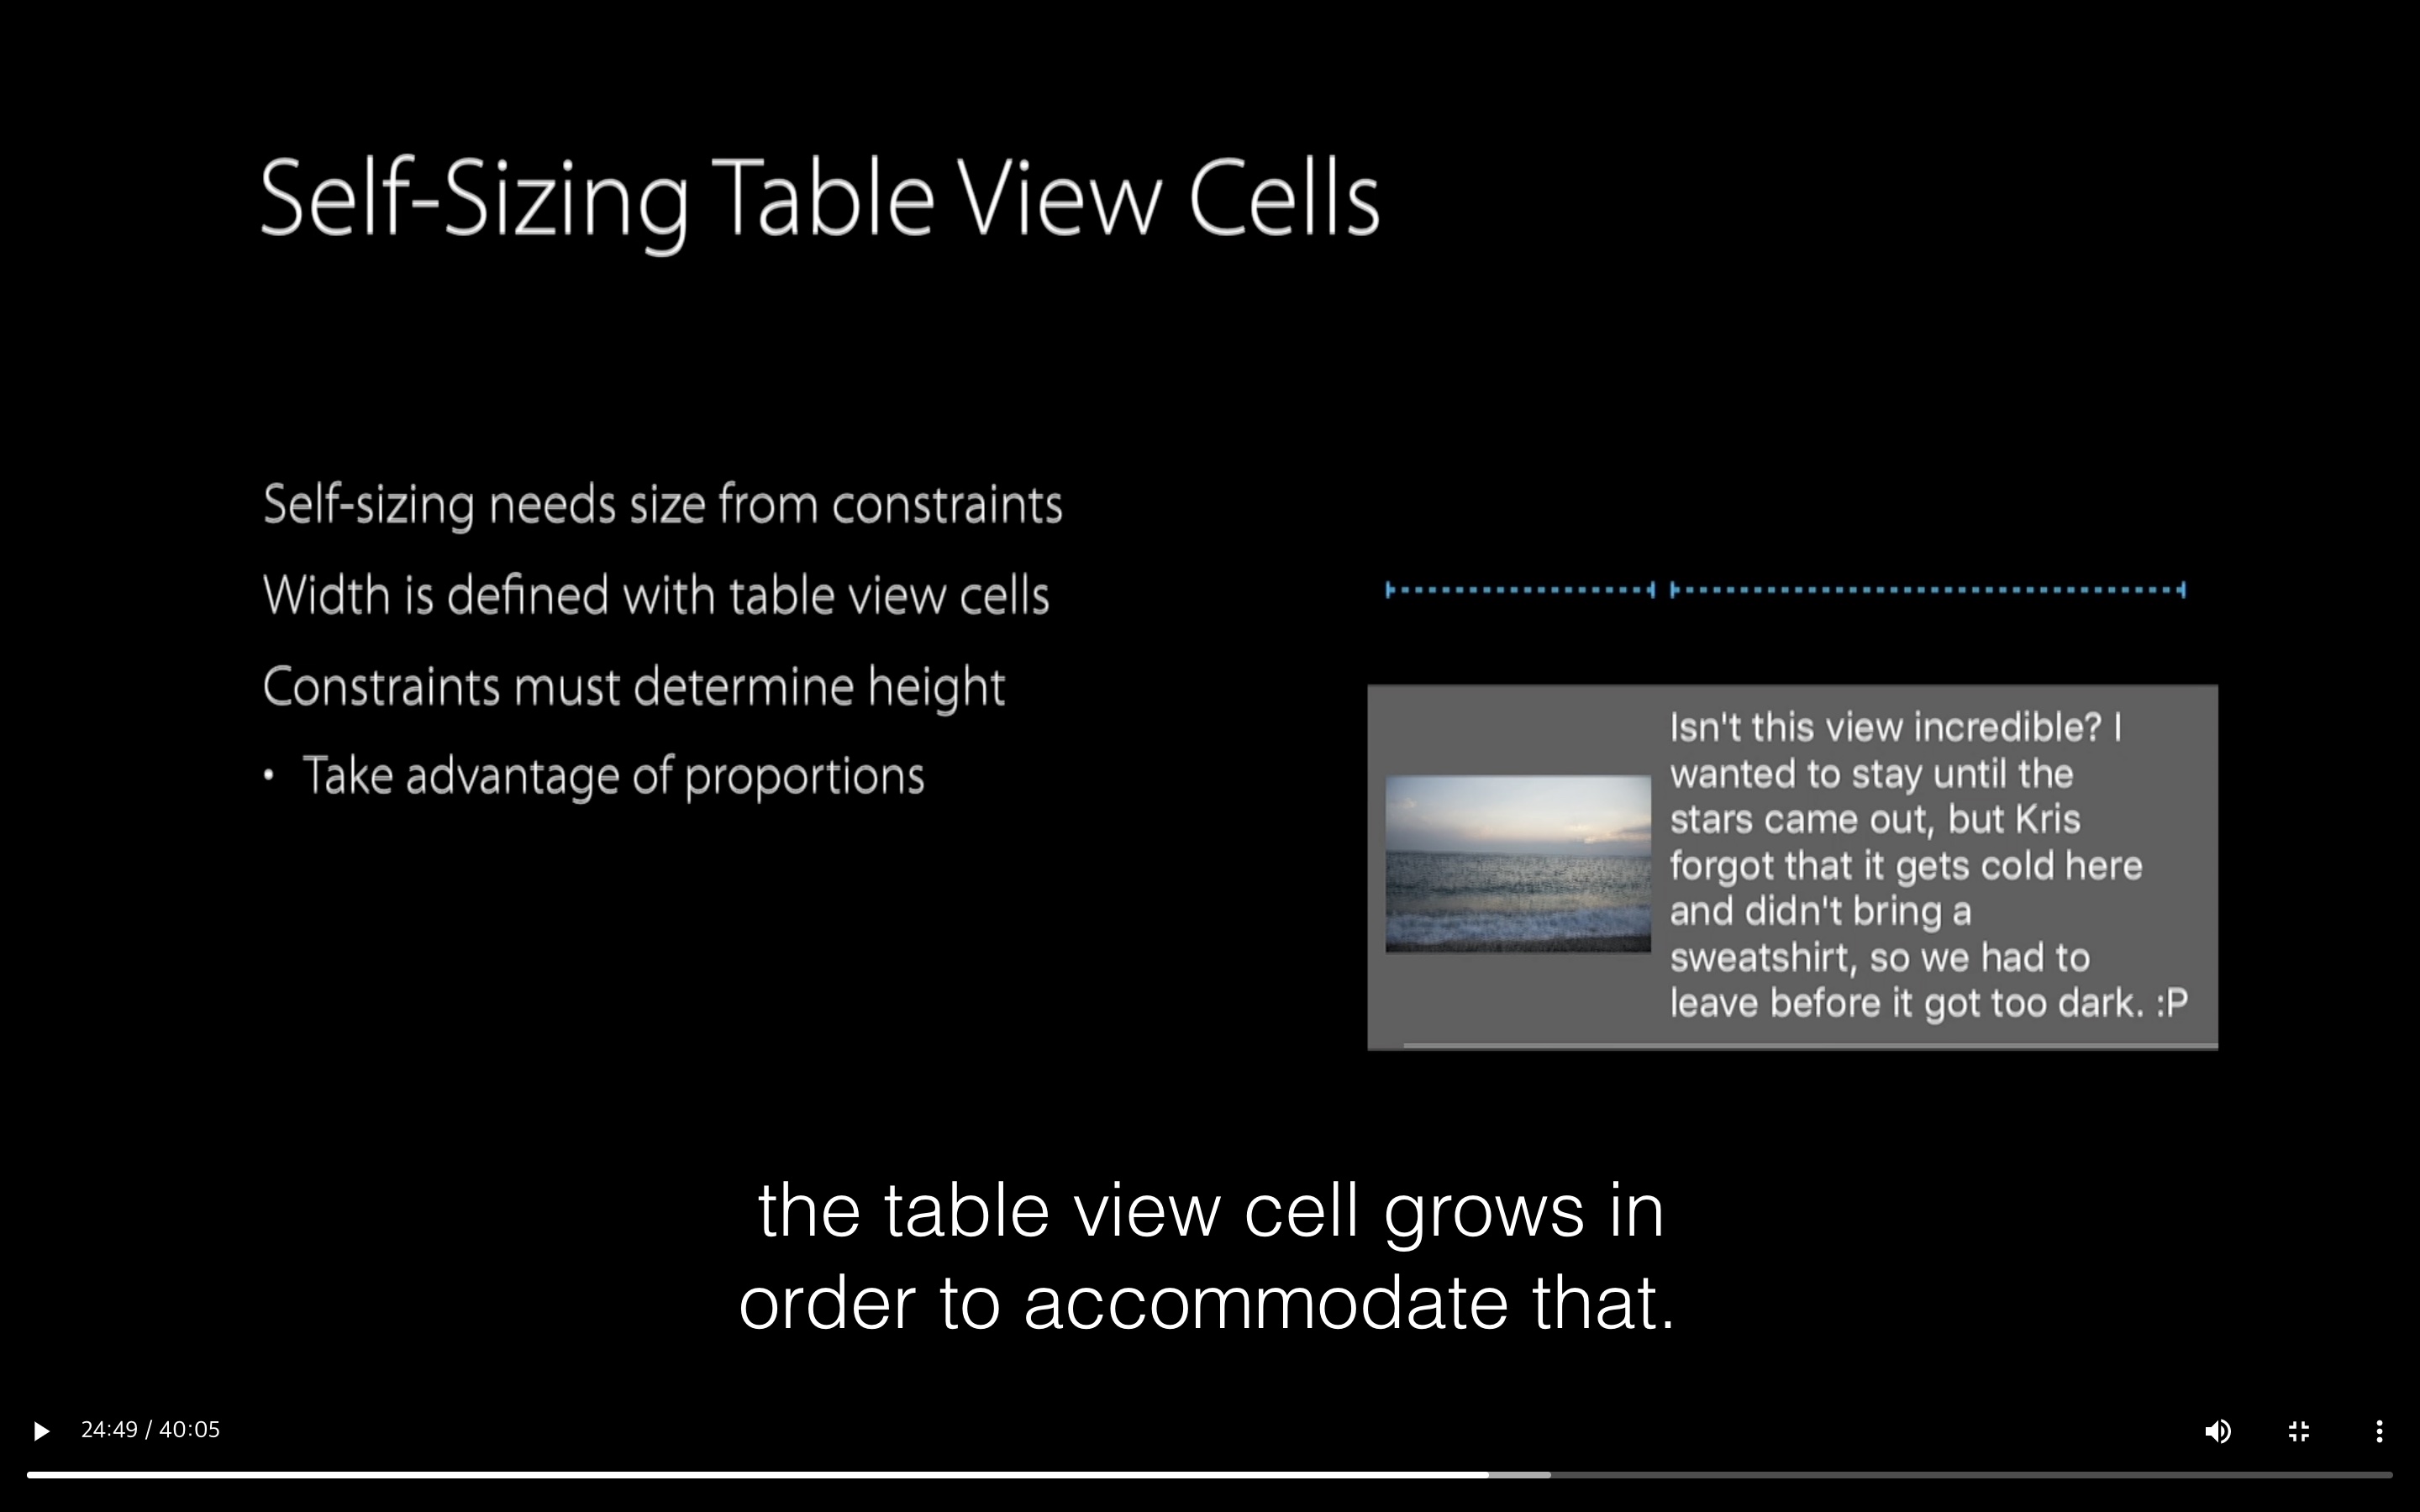 Self-Sizing Table View Cells
Self-sizing needs size from constraints
Width is defined with table view cells
Constraints must determine height
• Take advantage of proportions
Isn't this view incredible? I
wanted to stay until the
stars came out, but Kris
forgot that it gets cold here
and didn't bring a
sweatshirt, so we had to
leave before it got too dark. :P
the table view cell grows in
order to accommodate that.
24:49 / 40:05